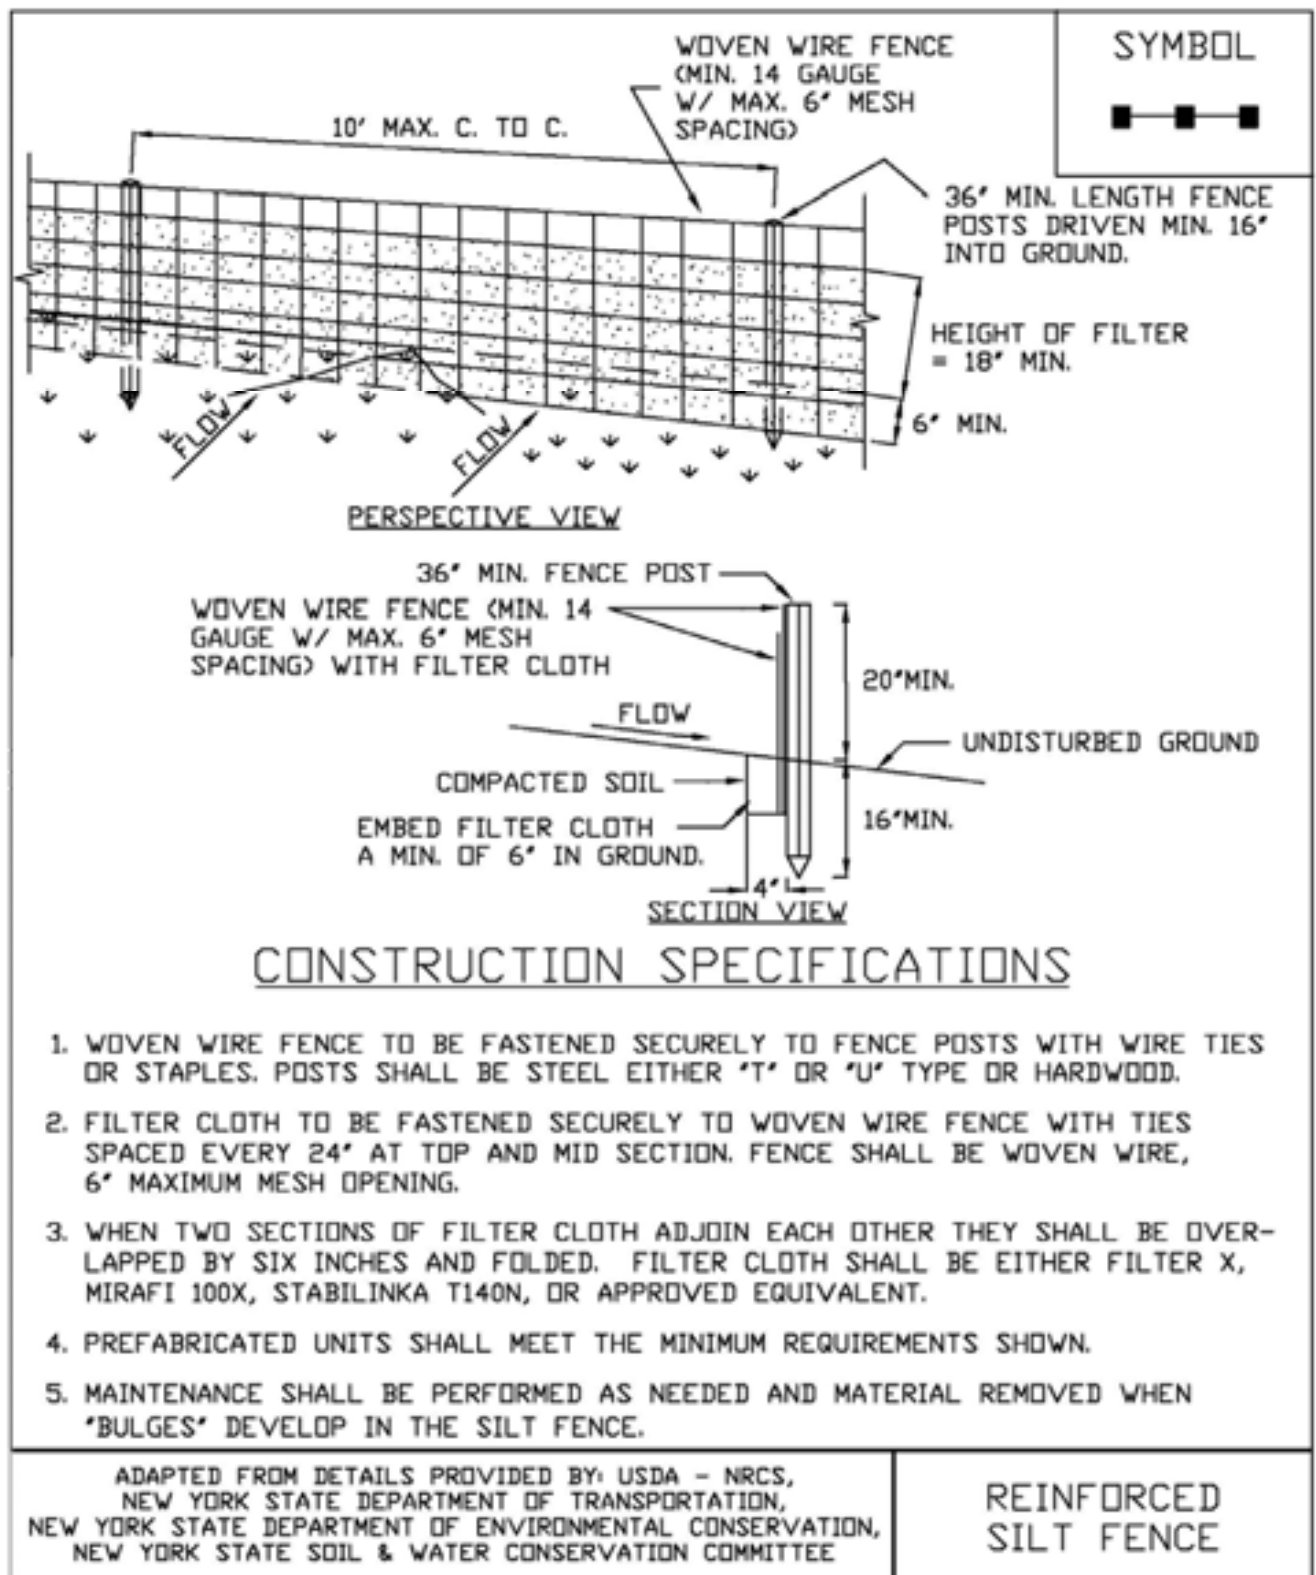 WOVEN WIRE FENCE
(MIN. 14 GAUGE
W/ MAX. 6" MESH
SPACING)
SYMBOL
10' MAX. C. TO C.
36" MIN. LENGTH FENCE
POSTS DRIVEN MIN. 16"
INTO GROUND.
HEIGHT OF FILTER
= 18" MIN.
6" MIN.
FLOW
FLOW
PERSPECTIVE VIEW
36" MIN. FENCE POST
WOVEN WIRE FENCE (MIN. 14
GAUGE W/ MAX. 6" MESH
SPACING) WITH FILTER CLOTH
20"MIN.
FLOW
UNDISTURBED GROUND
COMPACTED SOIL
EMBED FILTER CLOTH
A MIN. OF 6" IN GROUND.
16"MIN.
4"
SECTION VIEW
CONSTRUCTION SPECIFICATIONS
1. WOVEN WIRE FENCE TO BE FASTENED SECURELY TO FENCE POSTS WITH WIRE TIES
OR STAPLES. POSTS SHALL BE STEEL EITHER "T" OR "U" TYPE OR HARDWOOD.
2. FILTER CLOTH TO BE FASTENED SECURELY TO WOVEN WIRE FENCE WITH TIES
SPACED EVERY 24" AT TOP AND MID SECTION. FENCE SHALL BE WOVEN WIRE,
6" MAXIMUM MESH OPENING.
3. WHEN TWO SECTIONS OF FILTER CLOTH ADJOIN EACH OTHER THEY SHALL BE OVER-
LAPPED BY SIX INCHES AND FOLDED. FILTER CLOTH SHALL BE EITHER FILTER X,
MIRAFI 100X, STABILINKA T140N, OR APPROVED EQUIVALENT.
4. PREFABRICATED UNITS SHALL MEET THE MINIMUM REQUIREMENTS SHOWN.
5. MAINTENANCE SHALL BE PERFORMED AS NEEDED AND MATERIAL REMOVED WHEN
"BULGES" DEVELOP IN THE SILT FENCE.
ADAPTED FROM DETAILS PROVIDED BY: USDA - NRCS,
NEW YORK STATE DEPARTMENT OF TRANSPORTATION,
NEW YORK STATE DEPARTMENT OF ENVIRONMENTAL CONSERVATION,
NEW YORK STATE SOIL & WATER CONSERVATION COMMITTEE
REINFORCED
SILT FENCE